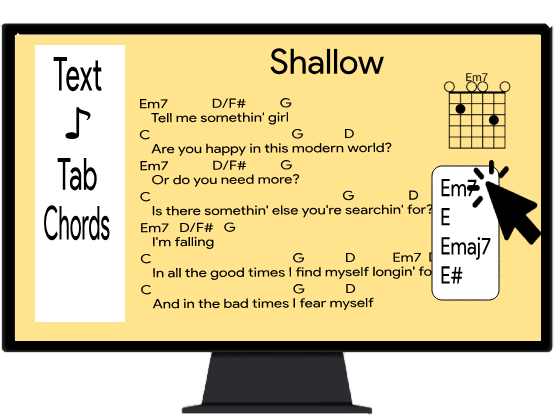 Shallow
Text
Tab
Chords
Em7 D/F# G
Tell me somethin' girl
C G D
Are you happy in this modern world?
Em7 D/F# G
Or do you need more?
C G D
Is there somethin' else you're searchin' for?
Em7 D/F# G
I'm falling
C G D Em7
In all the good times I find myself longin' fo
C G D
And in the bad times I fear myself
Em7
Em7
E
Emaj7
E#